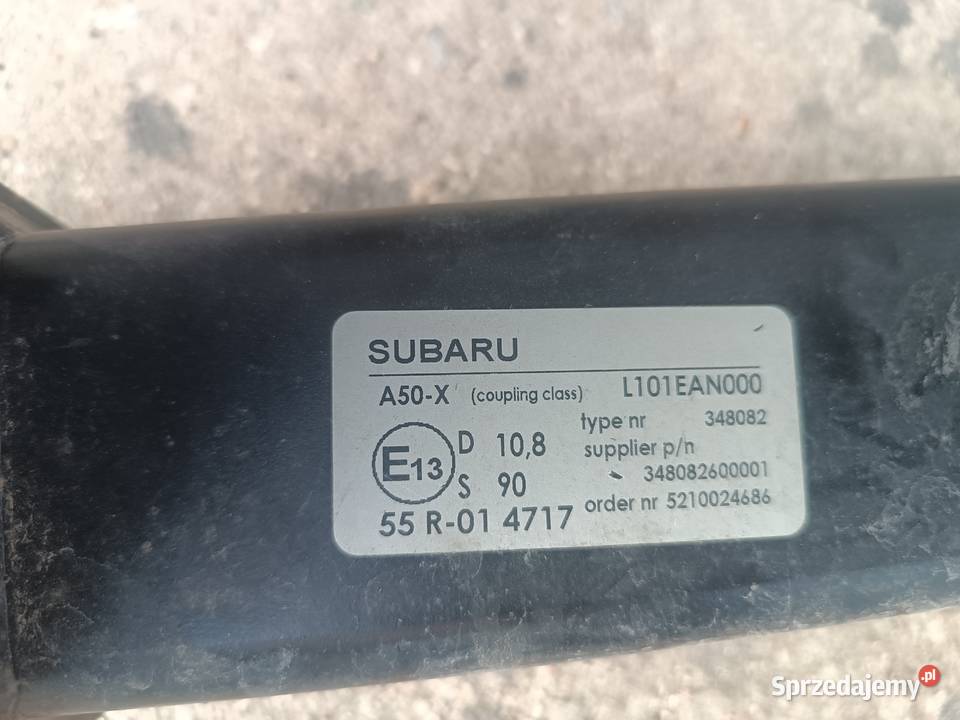 SUBARU
A50-X (coupling class) L101EAN000
type nr 348082
E13 D 10,8 supplier p/n
S 90 348082600001
55 R-01 4717 order nr 5210024686
Sprzedajemy.pl